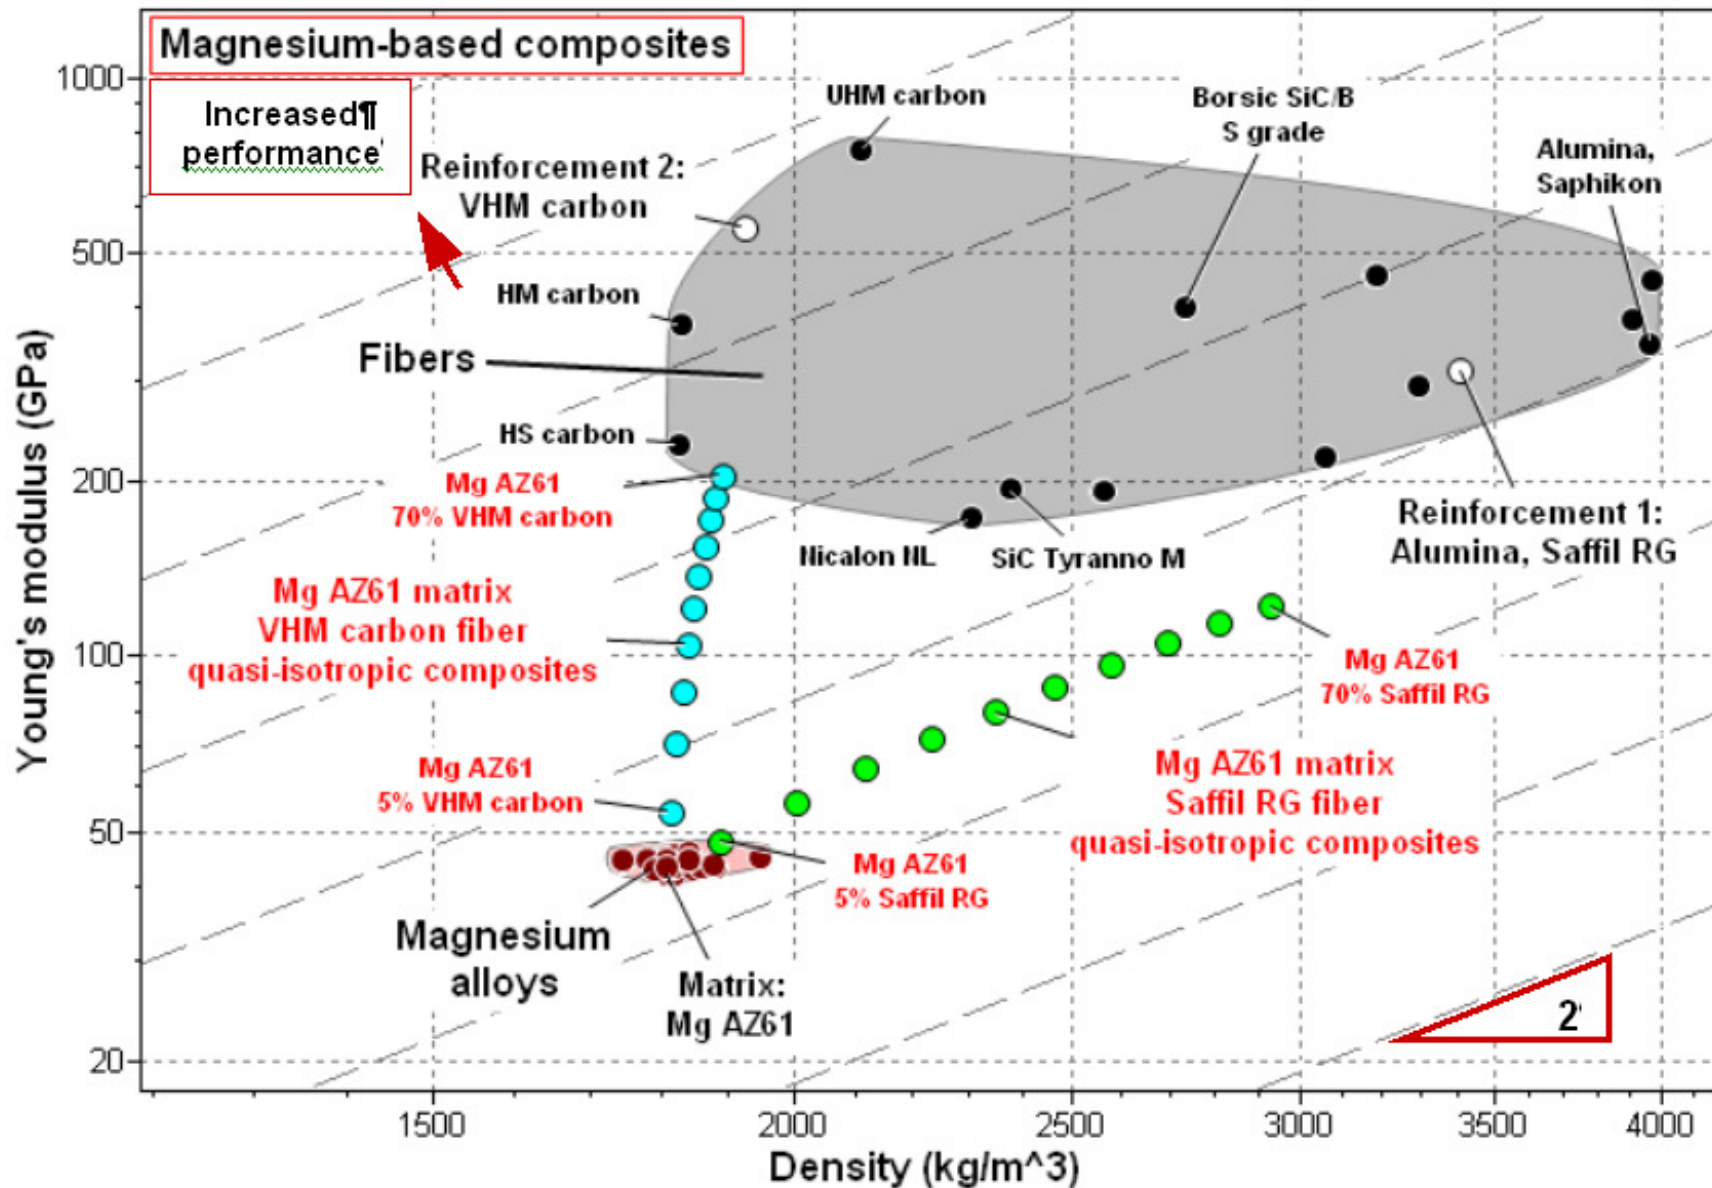 Magnesium-based composites
Increased¶
performance
UHM carbon
Borsic SiC/B
S grade
Alumina,
Saphikon
Reinforcement 2:
VHM carbon
HM carbon
Fibers
HS carbon
Mg AZ61
70% VHM carbon
Nicalon NL
SiC Tyranno M
Reinforcement 1:
Alumina, Saffil RG
Mg AZ61 matrix
VHM carbon fiber
quasi-isotropic composites
Mg AZ61
70% Saffil RG
Mg AZ61
5% VHM carbon
Mg AZ61 matrix
Saffil RG fiber
quasi-isotropic composites
Mg AZ61
5% Saffil RG
Magnesium
alloys
Matrix:
Mg AZ61
2
Young's modulus (GPa)
1000
500
200
100
50
20
1500
2000
2500
3000
3500
4000
Density (kg/m^3)